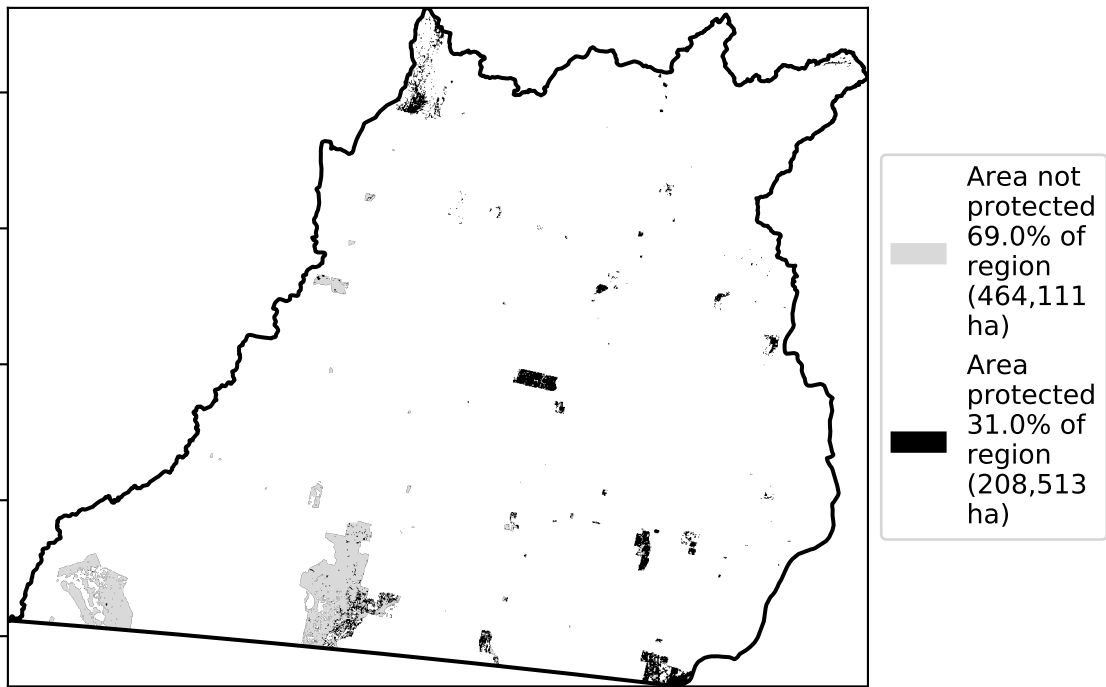 Area not
protected
69.0% of
region
(464,111
ha)
Area
protected
31.0% of
region
(208,513
ha)